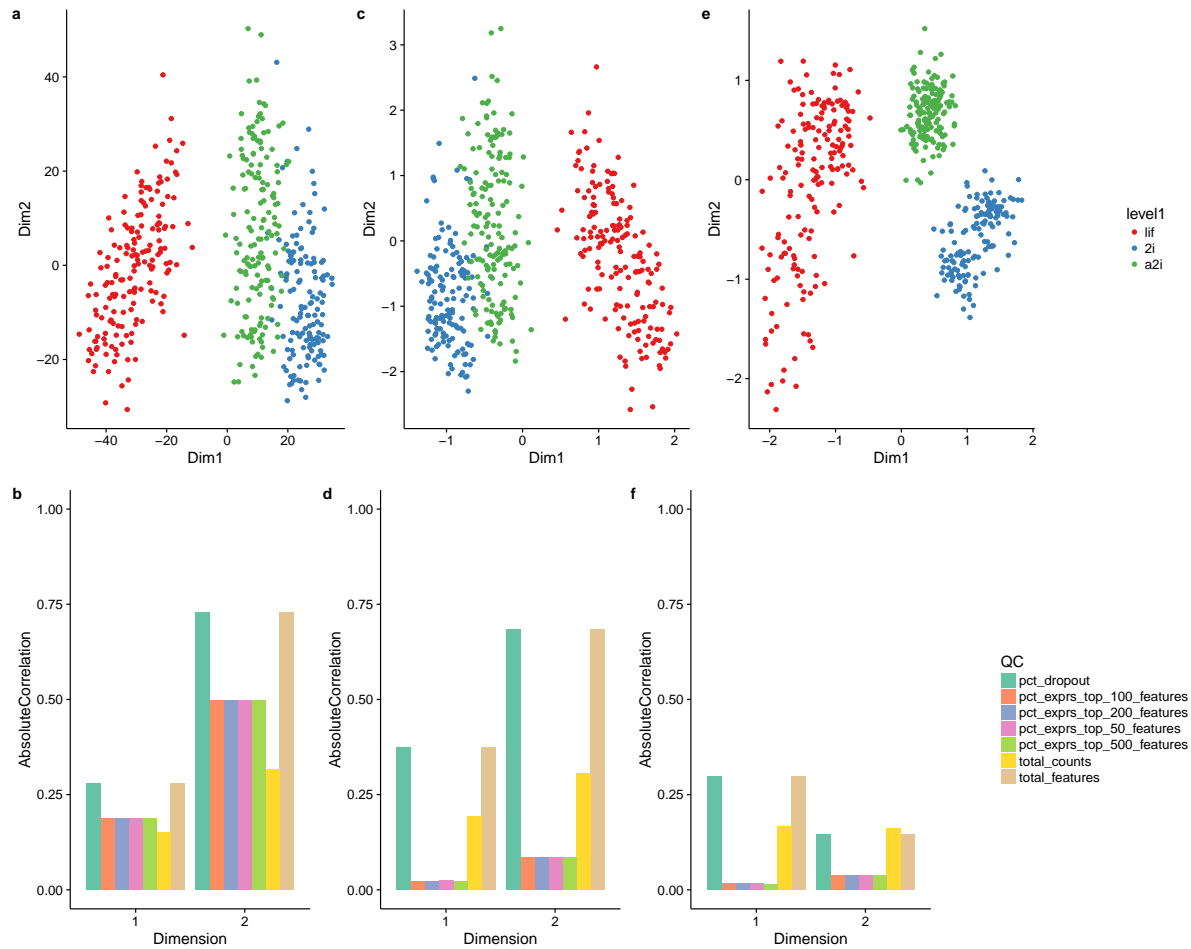 a
40
20
0
−20
Dim2
−40
−20
0
20
Dim1
c
3
2
1
0
−1
−2
Dim2
−1
0
1
2
Dim1
e
1
0
−1
−2
Dim2
−2
−1
0
1
2
Dim1
level1
lif
2i
a2i
b
1.00
0.75
0.50
0.25
0.00
AbsoluteCorrelation
1
2
Dimension
d
1.00
0.75
0.50
0.25
0.00
AbsoluteCorrelation
1
2
Dimension
f
1.00
0.75
0.50
0.25
0.00
AbsoluteCorrelation
1
2
Dimension
QC
pct_dropout
pct_exprs_top_100_features
pct_exprs_top_200_features
pct_exprs_top_50_features
pct_exprs_top_500_features
total_counts
total_features